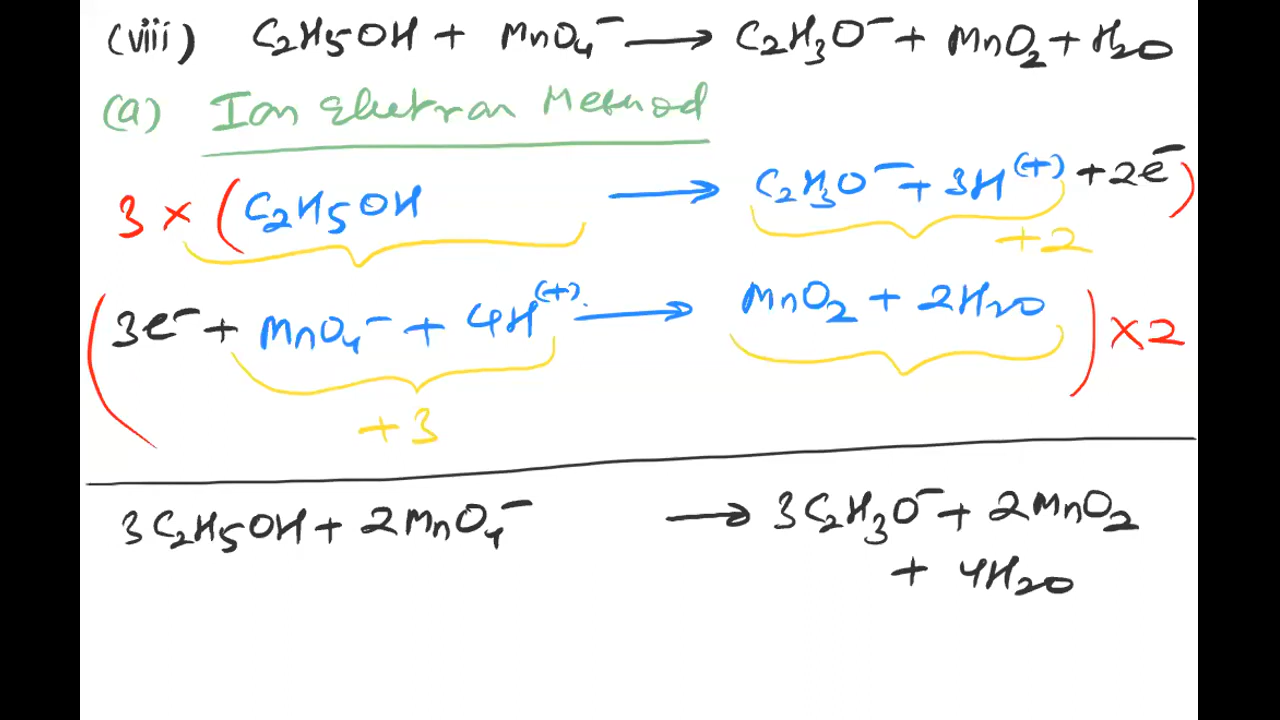 (viii) C₂H₅OH + MnO₄⁻ → C₂H₃O⁻ + MnO₂ + H₂O
(a) Ion Electron Method
3 × (C₂H₅OH → C₂H₃O⁻ + 3H⁽⁺⁾ + 2e⁻)
+2
(3e⁻ + MnO₄⁻ + 4H⁽⁺⁾ → MnO₂ + 2H₂O) × 2
+3
3C₂H₅OH + 2MnO₄⁻ → 3C₂H₃O⁻ + 2MnO₂
+ 4H₂O